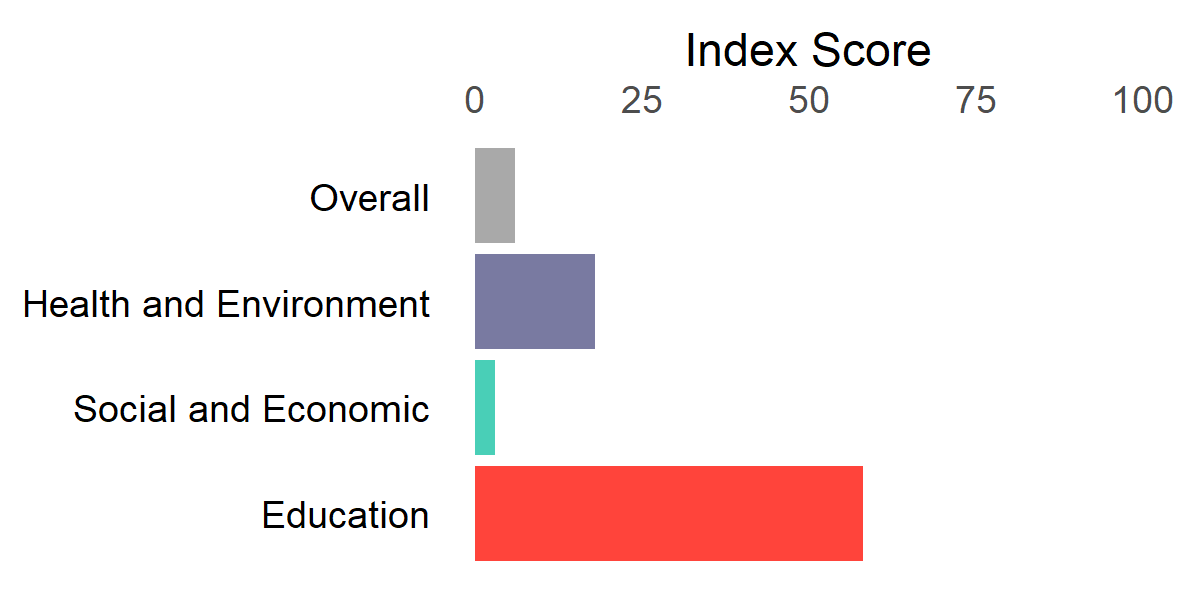 Index Score
0 25 50 75 100
Overall
Health and Environment
Social and Economic
Education